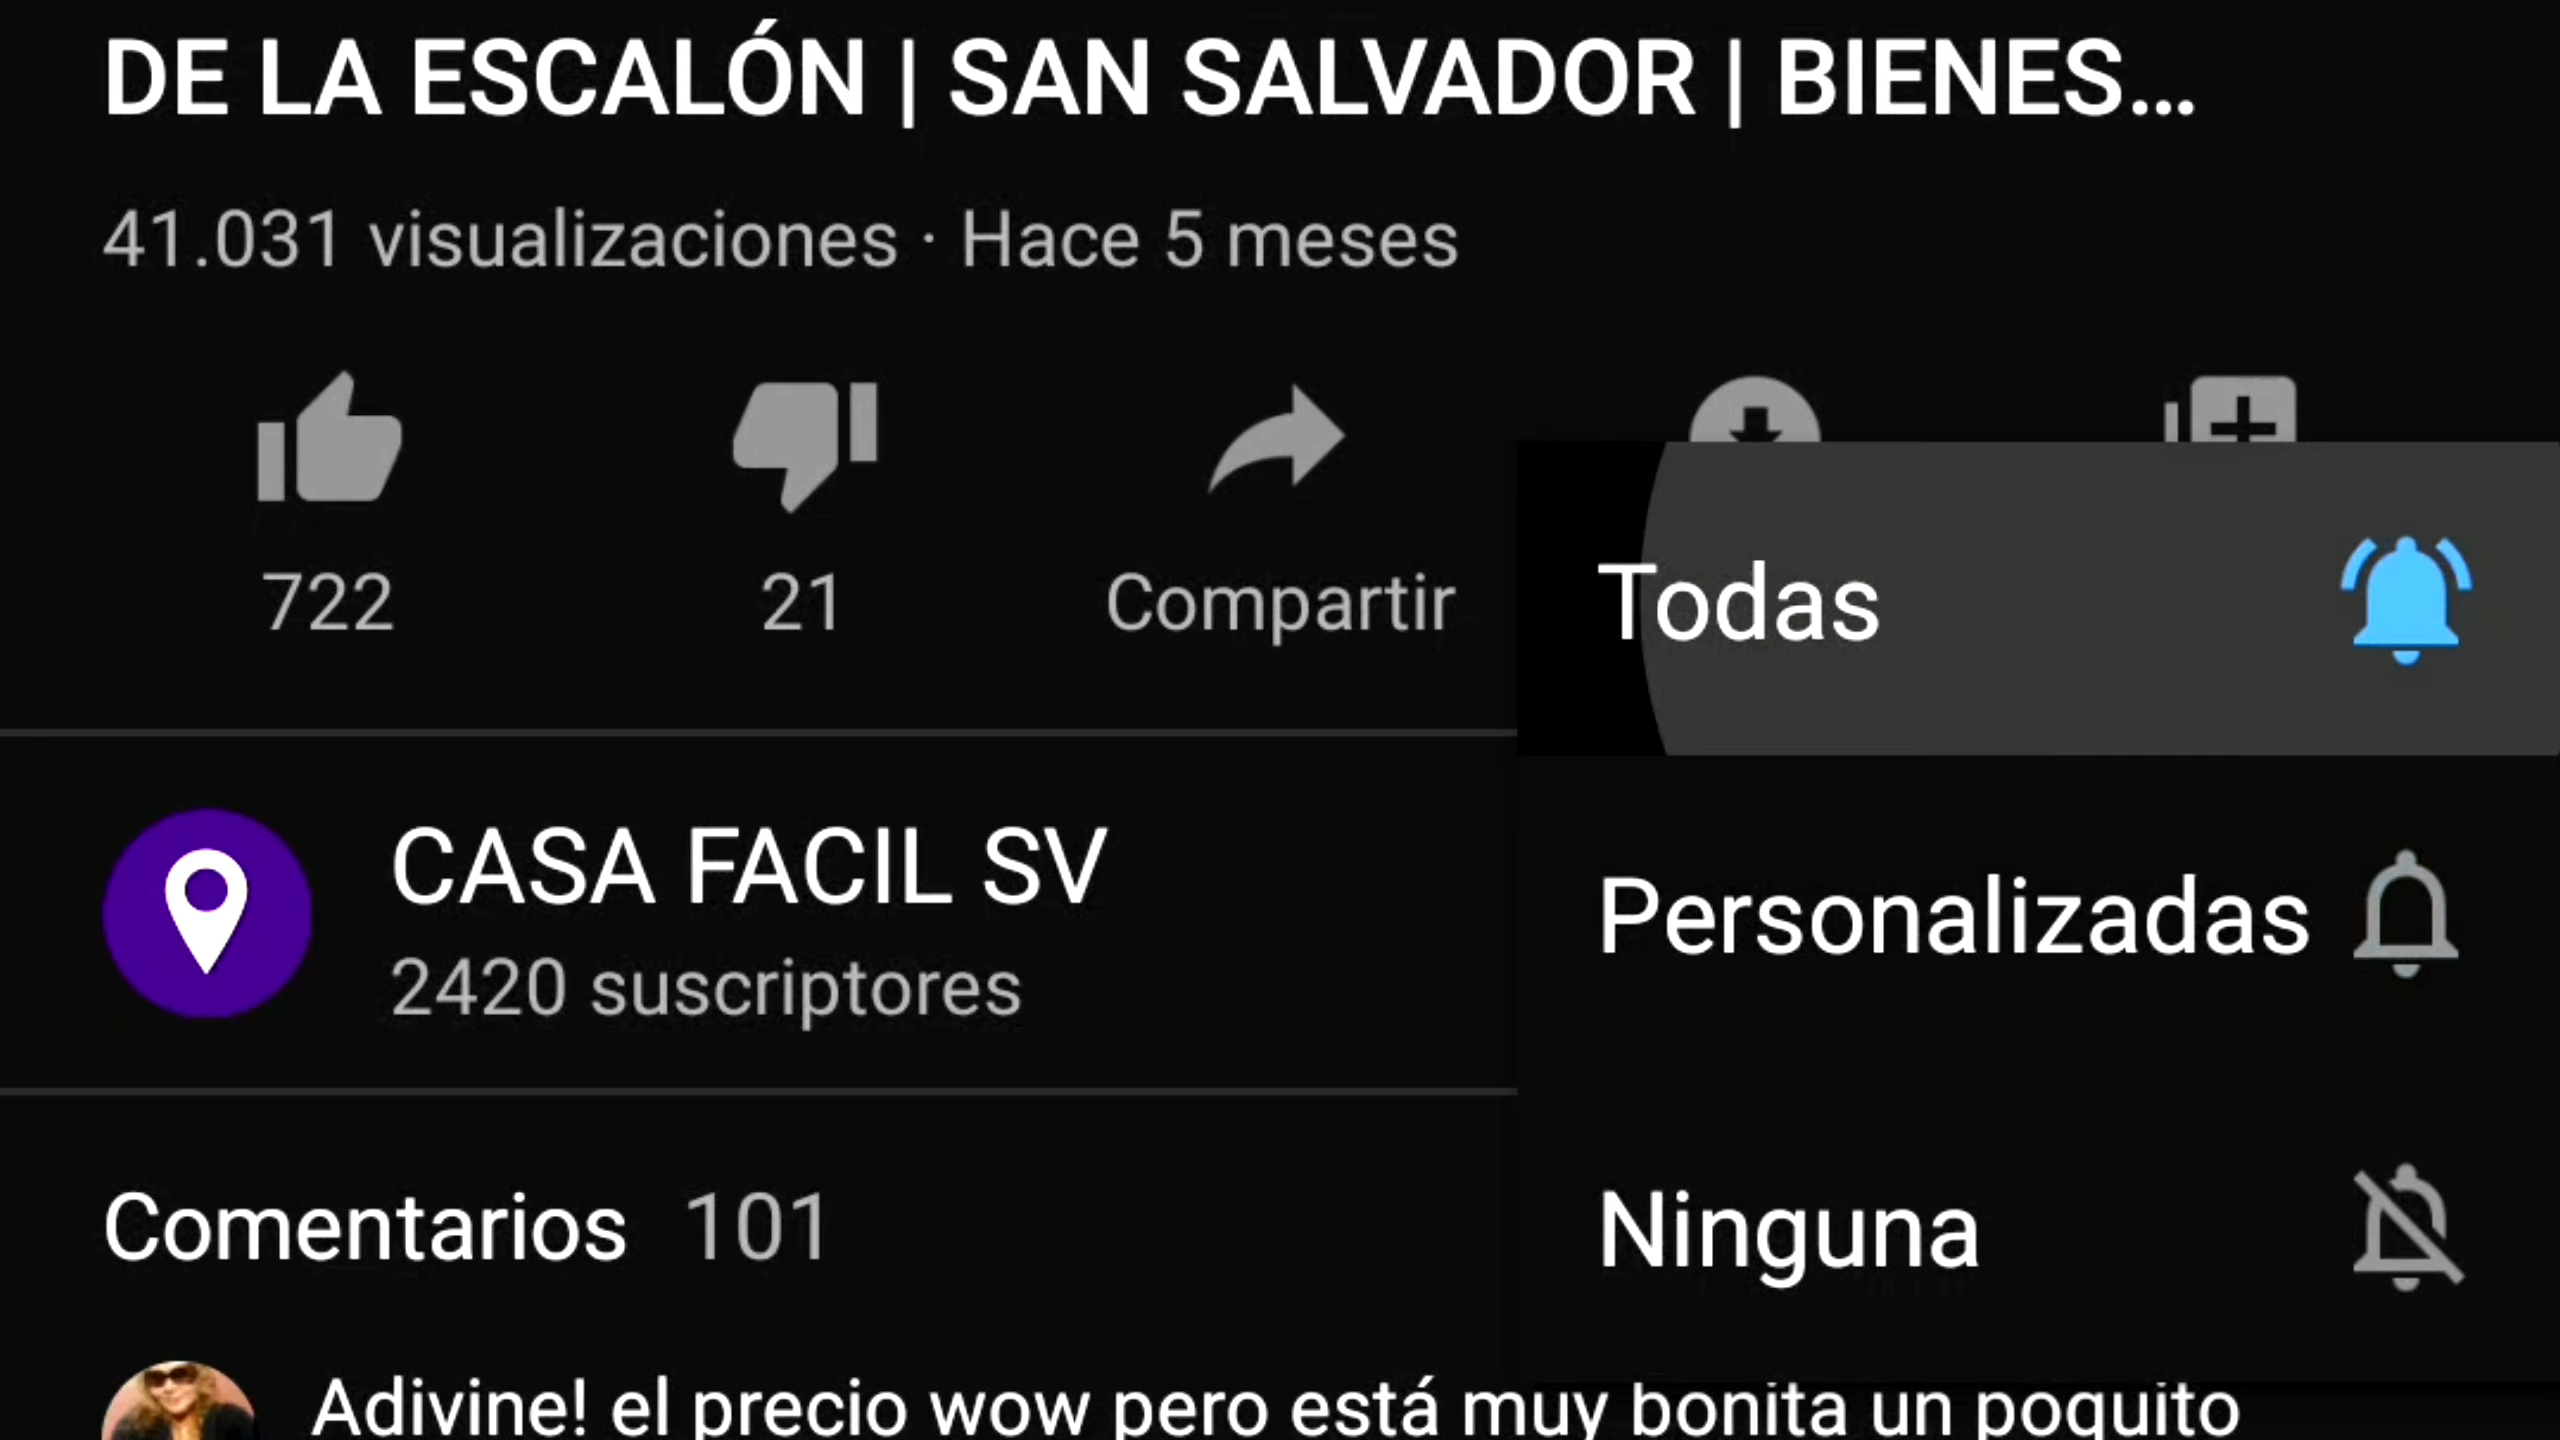 DE LA ESCALÓN | SAN SALVADOR | BIENES...
41.031 visualizaciones · Hace 5 meses
722
21
Compartir
Todas
CASA FACIL SV
2420 suscriptores
Personalizadas
Comentarios 101
Ninguna
Adivine! el precio wow pero está muy bonita un poquito